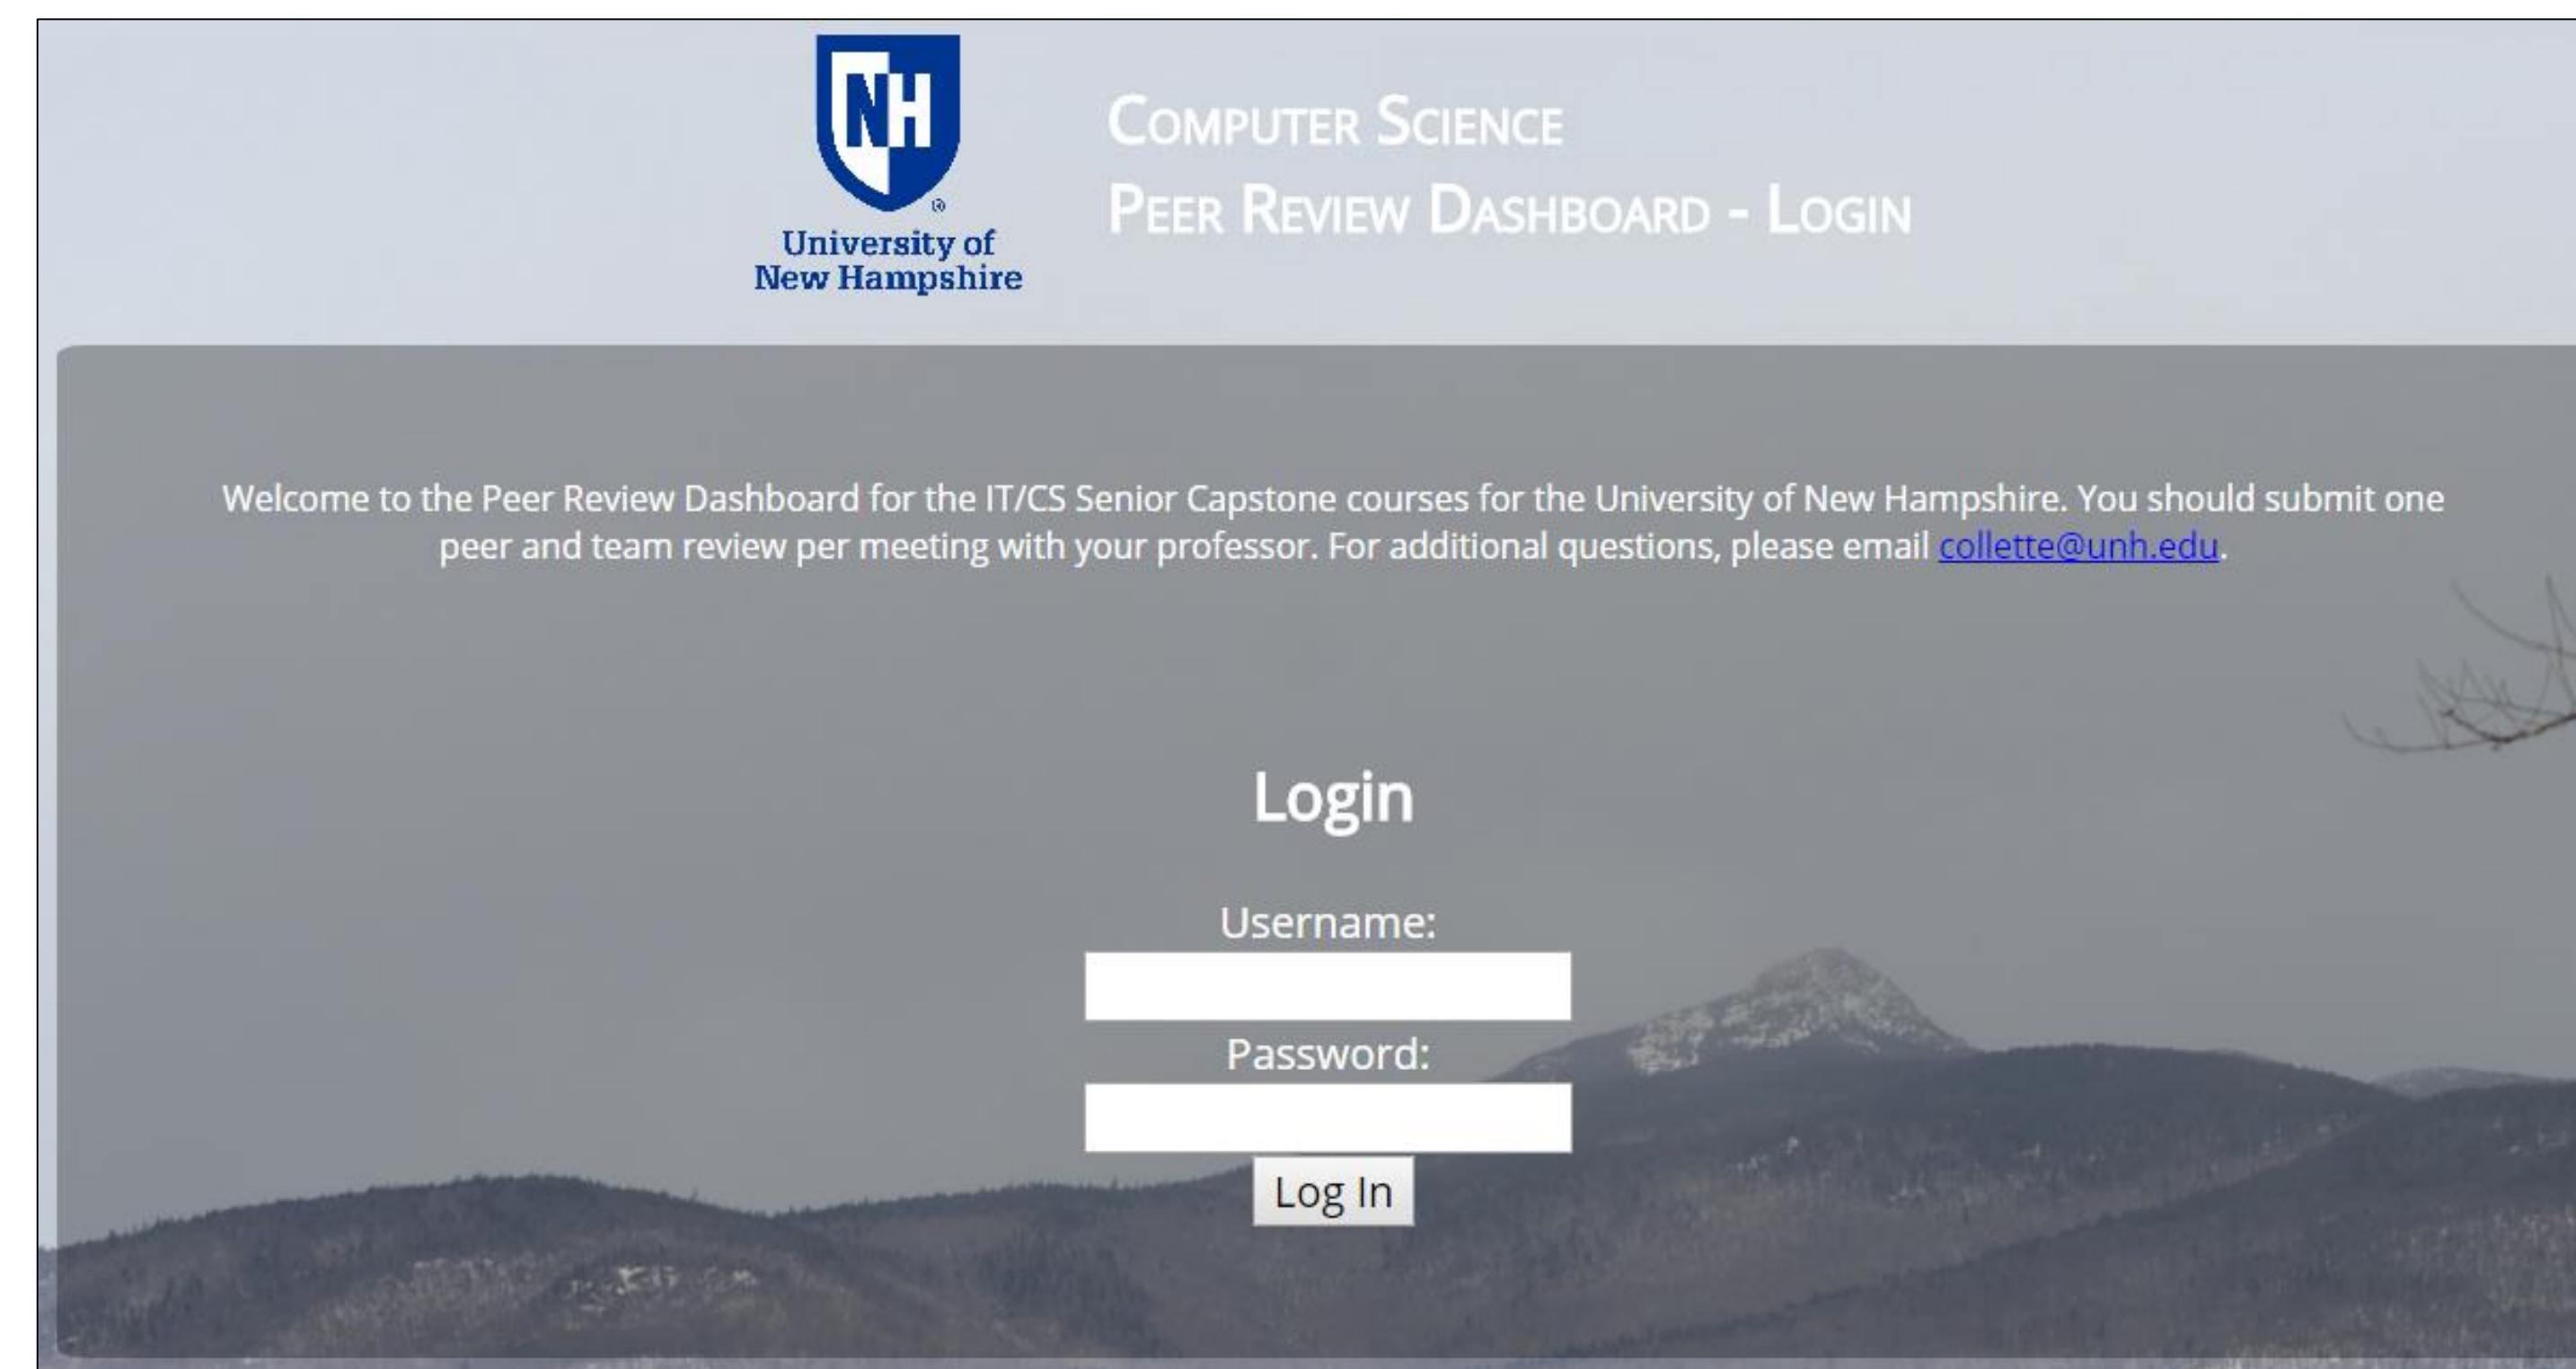 NH
®
University of
New Hampshire
Computer Science
Peer Review Dashboard - Login
Welcome to the Peer Review Dashboard for the IT/CS Senior Capstone courses for the University of New Hampshire. You should submit one
peer and team review per meeting with your professor. For additional questions, please email collette@unh.edu.
Login
Username:
Password:
Log In